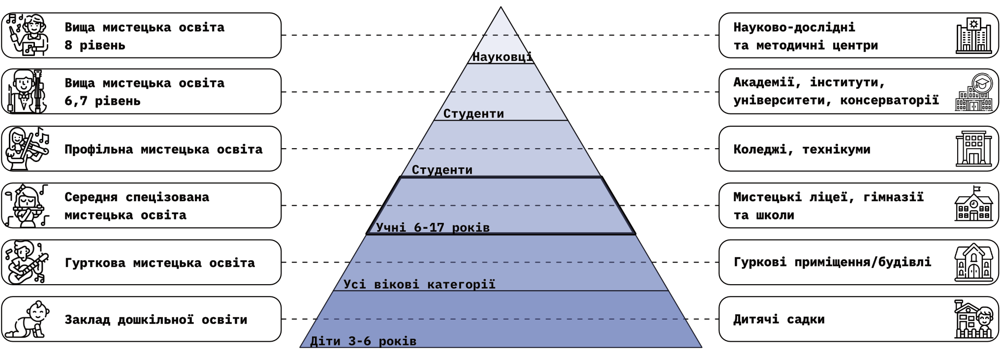 Вища мистецька освіта
8 рівень
Науковці
Науково-дослідні
та методичні центри
Вища мистецька освіта
6,7 рівень
Студенти
Академії, інститути,
університети, консерваторії
Профільна мистецька освіта
Студенти
Коледжі, технікуми
Середня спецізована
мистецька освіта
Учні 6-17 років
Мистецькі ліцеї, гімназії
та школи
Гурткова мистецька освіта
Усі вікові категорії
Гуркові приміщення/будівлі
Заклад дошкільної освіти
Діти 3-6 років
Дитячі садки